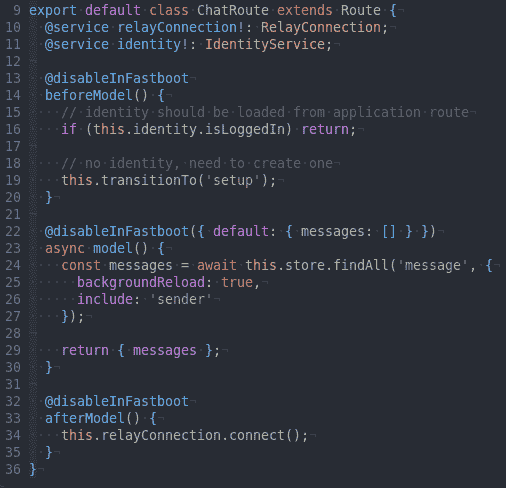 9 export default class ChatRoute extends Route {
10   @service relayConnection!: RelayConnection;
11   @service identity!: IdentityService;
12
13   @disableInFastboot
14   beforeModel() {
15     // identity should be loaded from application route
16     if (this.identity.isLoggedIn) return;
17
18     // no identity, need to create one
19     this.transitionTo('setup');
20   }
21
22   @disableInFastboot({ default: { messages: [] } })
23   async model() {
24     const messages = await this.store.findAll('message', {
25       backgroundReload: true,
26       include: 'sender'
27     });
28
29     return { messages };
30   }
31
32   @disableInFastboot
33   afterModel() {
34     this.relayConnection.connect();
35   }
36 }